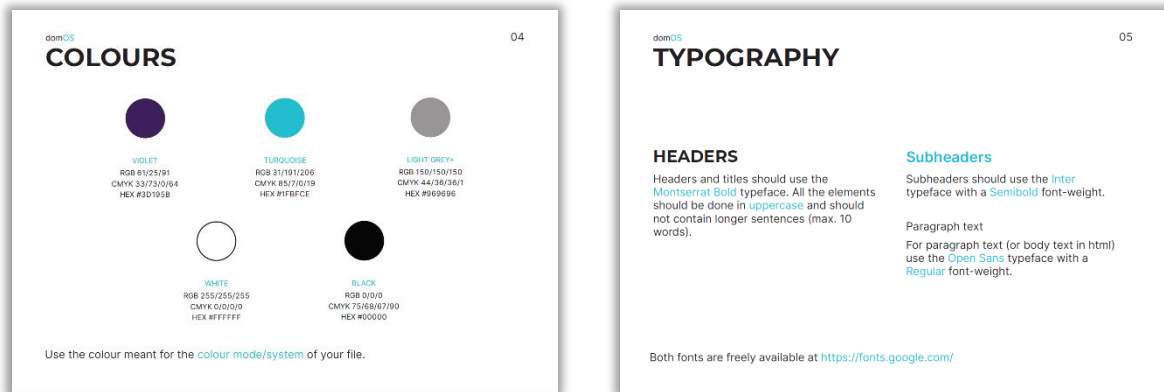 domOS
04
COLOURS
VIOLET
RGB 61/25/91
CMYK 33/73/0/64
HEX #3D195B
TURQUOISE
RGB 31/191/206
CMYK 85/7/0/19
HEX #1FBFCE
LIGHT GREY*
RGB 150/150/150
CMYK 44/36/36/1
HEX #969696
WHITE
RGB 255/255/255
CMYK 0/0/0/0
HEX #FFFFFF
BLACK
RGB 0/0/0
CMYK 75/68/67/90
HEX #00000
Use the colour meant for the colour mode/system of your file.
domOS
05
TYPOGRAPHY
HEADERS
Headers and titles should use the
Montserrat Bold typeface. All the elements
should be done in uppercase and should
not contain longer sentences (max. 10
words).
Subheaders
Subheaders should use the Inter
typeface with a Semibold font-weight.
Paragraph text
For paragraph text (or body text in html)
use the Open Sans typeface with a
Regular font-weight.
Both fonts are freely available at https://fonts.google.com/